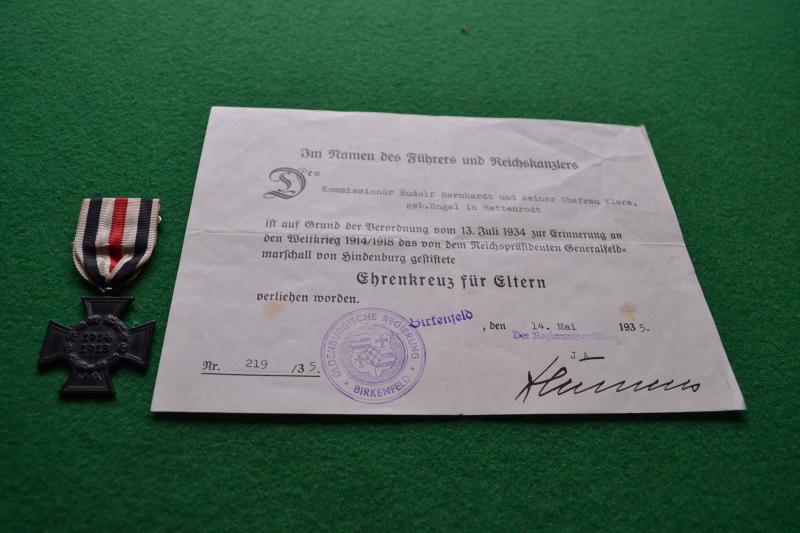 1914
1918
Im Namen des Führers und Reichskanzlers
Dem
Kommissionär Rudolf Bernhardt und seiner Ehefrau Klara,
geb.Engel in Hettenrodt
ist auf Grund der Verordnung vom 13. Juli 1934 zur Erinnerung an
den Weltkrieg 1914/1918 das von dem Reichspräsidenten Generalfeld-
marschall von Hindenburg gestiftete
Ehrenkreuz für Eltern
verliehen worden.
Birkenfeld, den 14. Mai 1935.
Der Regierungspräsident
J A
Nr. 219 /35.
OLDENBURGISCHE REGIERUNG
BIRKENFELD